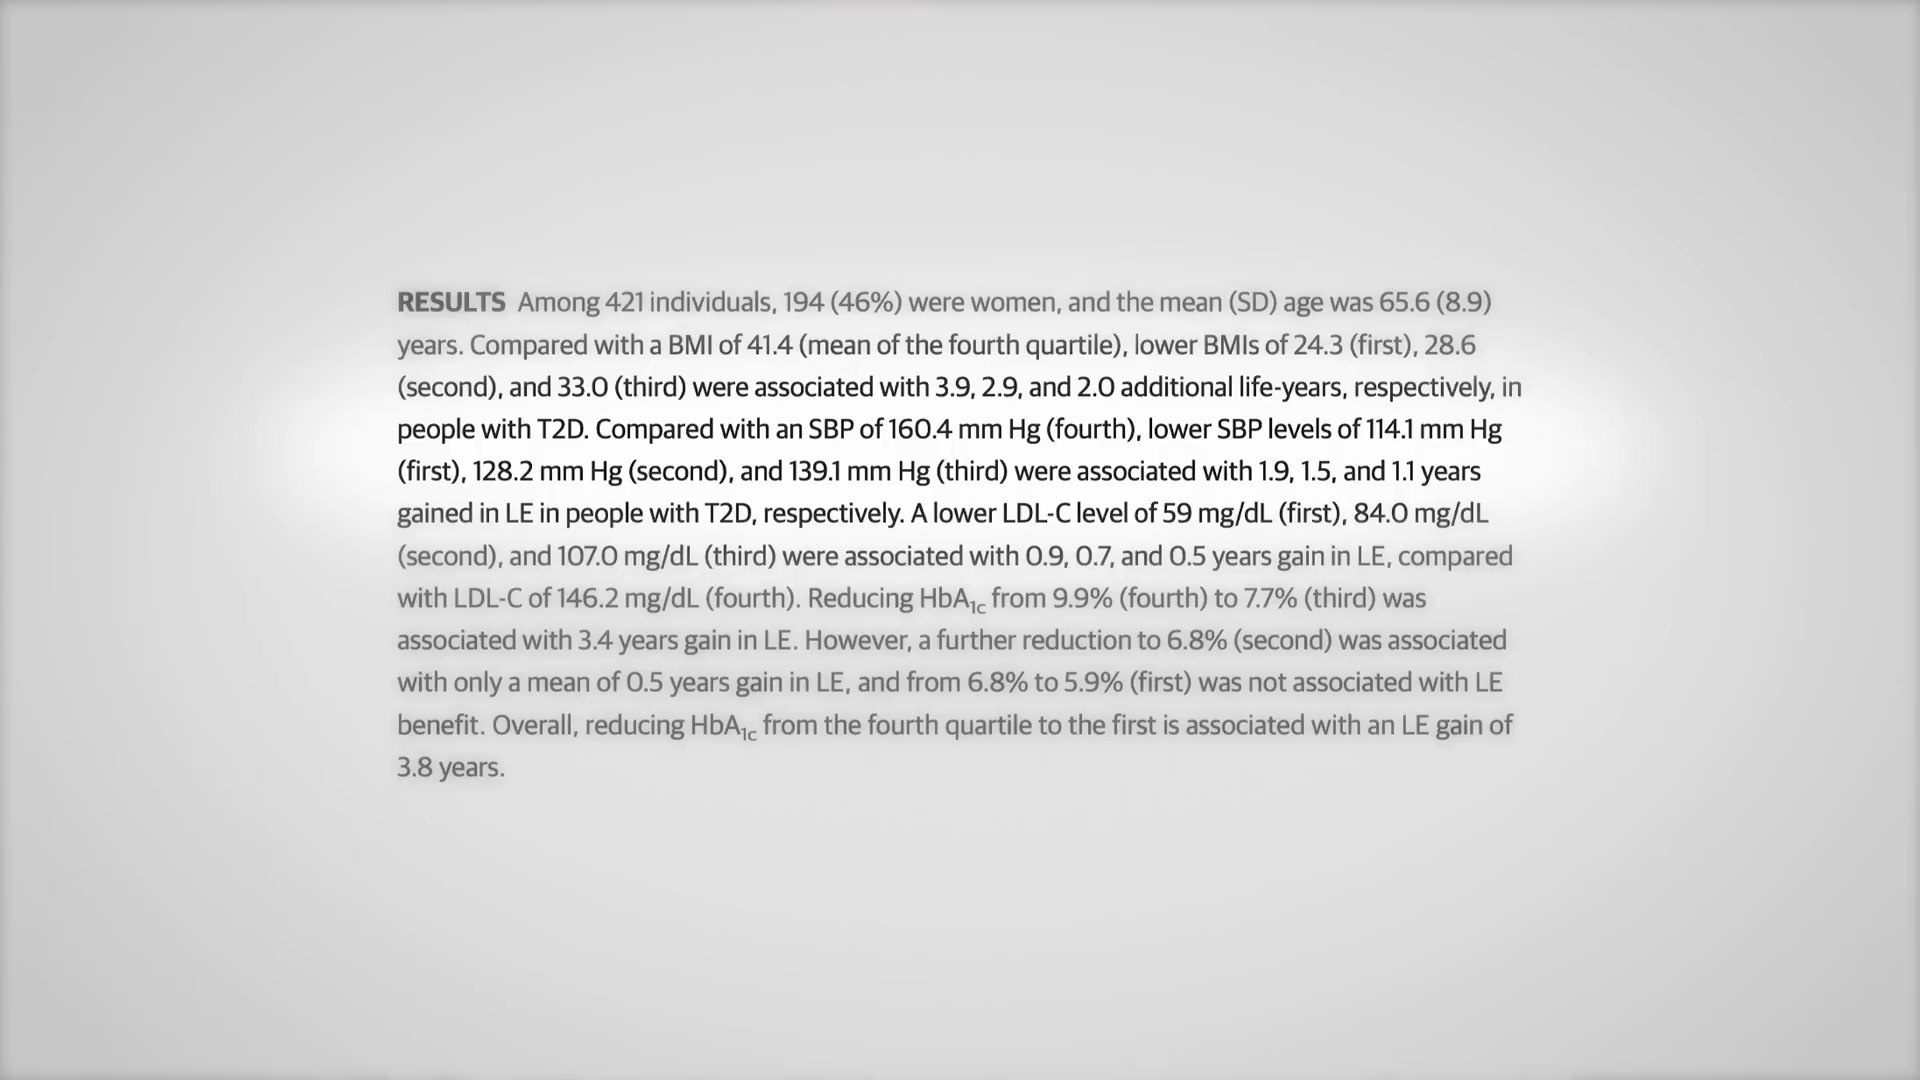 RESULTS Among 421 individuals, 194 (46%) were women, and the mean (SD) age was 65.6 (8.9)
years. Compared with a BMI of 41.4 (mean of the fourth quartile), lower BMIs of 24.3 (first), 28.6
(second), and 33.0 (third) were associated with 3.9, 2.9, and 2.0 additional life-years, respectively, in
people with T2D. Compared with an SBP of 160.4 mm Hg (fourth), lower SBP levels of 114.1 mm Hg
(first), 128.2 mm Hg (second), and 139.1 mm Hg (third) were associated with 1.9, 1.5, and 1.1 years
gained in LE in people with T2D, respectively. A lower LDL-C level of 59 mg/dL (first), 84.0 mg/dL
(second), and 107.0 mg/dL (third) were associated with 0.9, 0.7, and 0.5 years gain in LE, compared
with LDL-C of 146.2 mg/dL (fourth). Reducing HbA1c from 9.9% (fourth) to 7.7% (third) was
associated with 3.4 years gain in LE. However, a further reduction to 6.8% (second) was associated
with only a mean of 0.5 years gain in LE, and from 6.8% to 5.9% (first) was not associated with LE
benefit. Overall, reducing HbA1c from the fourth quartile to the first is associated with an LE gain of
3.8 years.